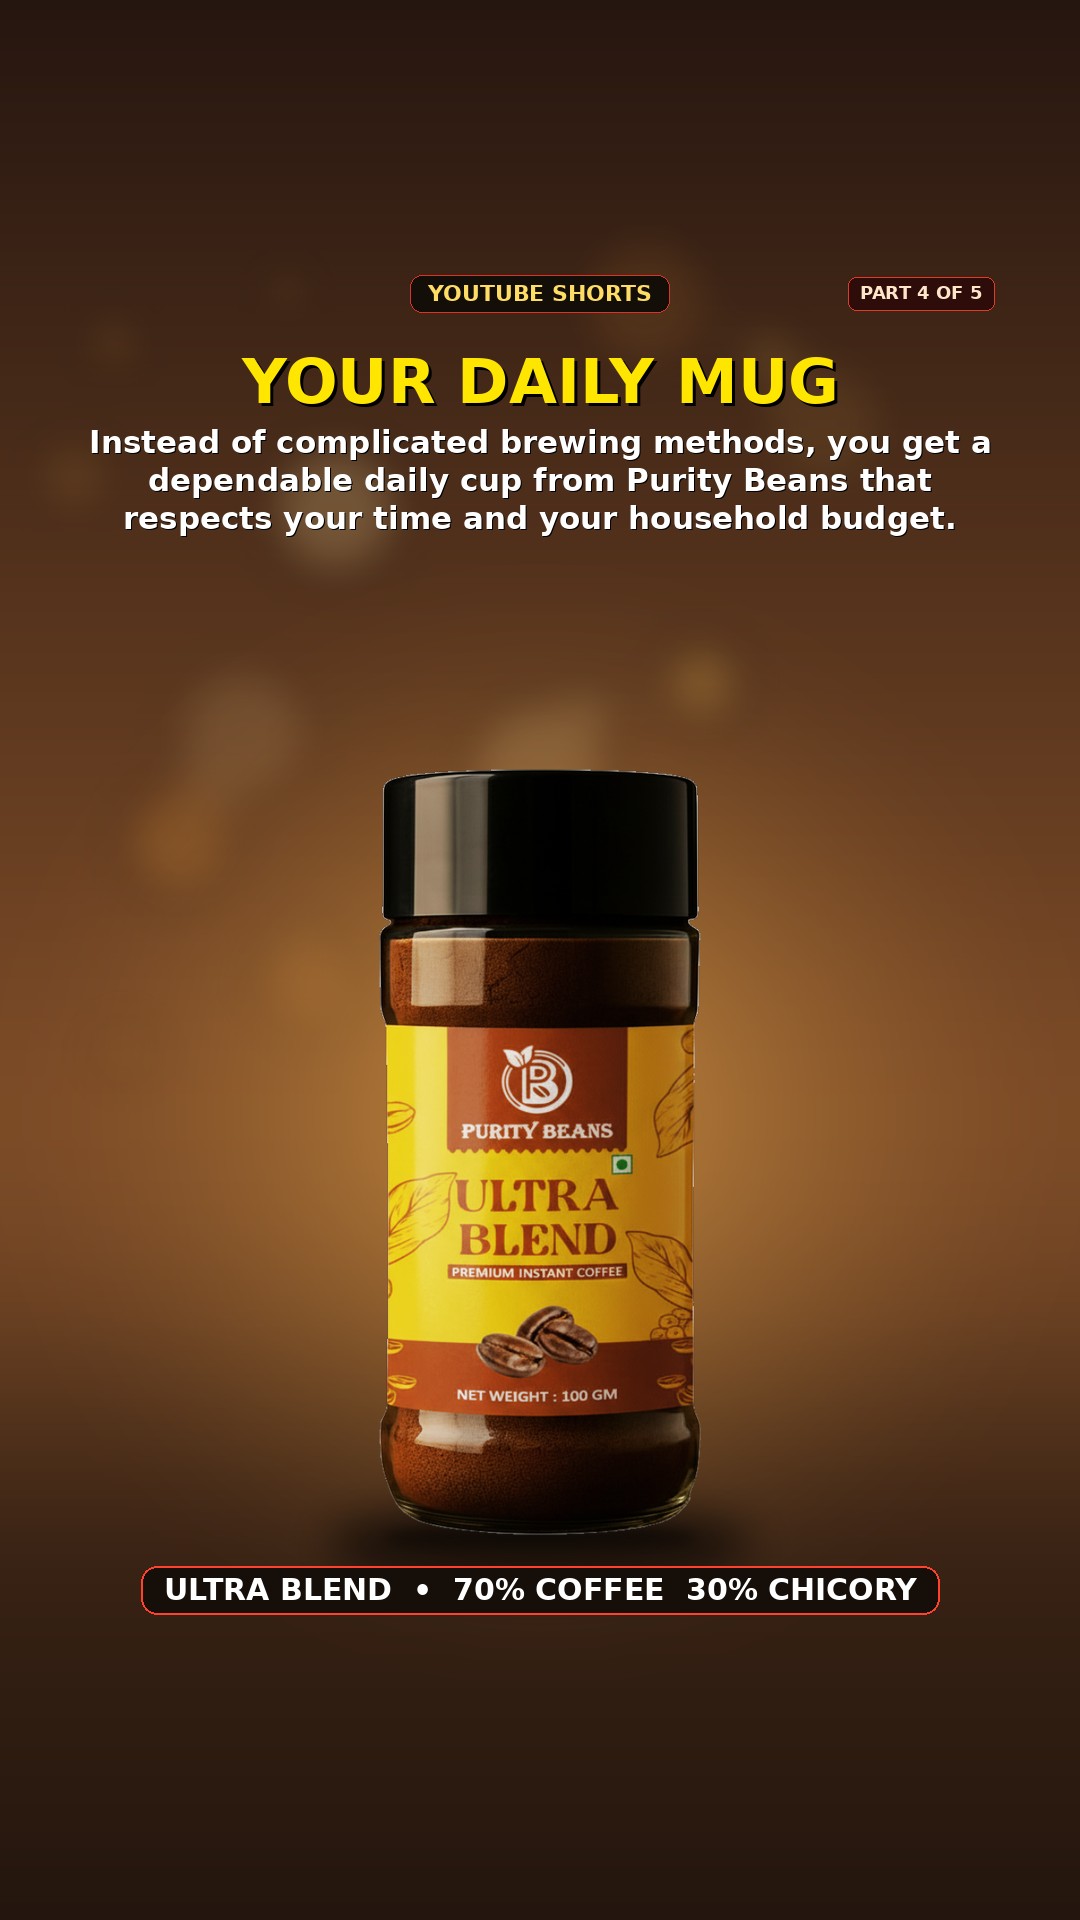 YOUTUBE SHORTS
PART 4 OF 5
YOUR DAILY MUG
Instead of complicated brewing methods, you get a
dependable daily cup from Purity Beans that
respects your time and your household budget.
PURITY BEANS
ULTRA
BLEND
PREMIUM INSTANT COFFEE
NET WEIGHT : 100 GM
ULTRA BLEND • 70% COFFEE 30% CHICORY